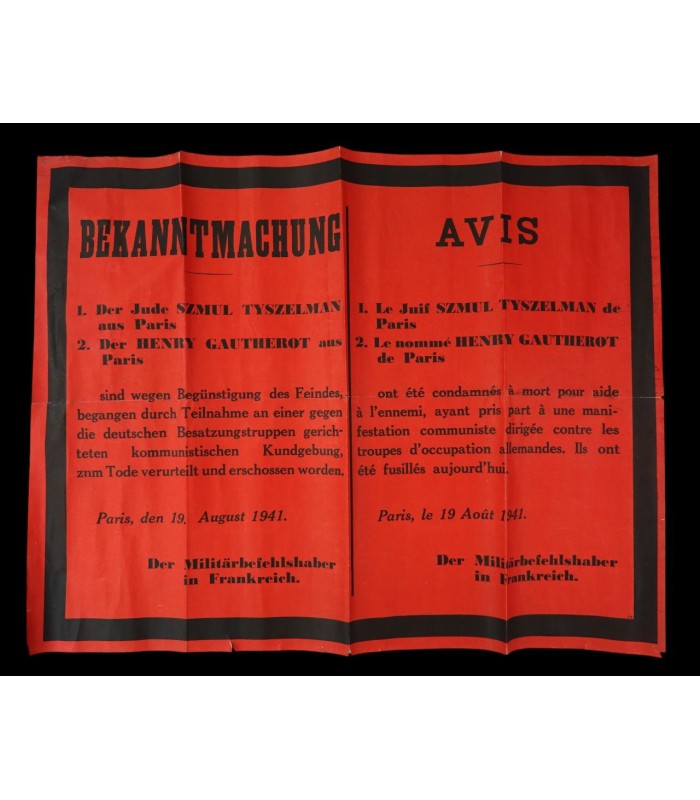 BEKANNTMACHUNG
1. Der Jude SZMUL TYSZELMAN
aus Paris
2. Der HENRY GAUTHEROT aus
Paris
sind wegen Begünstigung des Feindes,
begangen durch Teilnahme an einer gegen
die deutschen Besatzungstruppen gerich-
teten kommunistischen Kundgebung,
znm Tode verurteilt und erschossen worden.
Paris, den 19. August 1941.
Der Militärbefehlshaber
in Frankreich.
AVIS
1. Le Juif SZMUL TYSZELMAN de
Paris
2. Le nommé HENRY GAUTHEROT
de Paris
ont été condamnés à mort pour aide
à l'ennemi, ayant pris part à une mani-
festation communiste dirigée contre les
troupes d'occupation allemandes. Ils ont
été fusillés aujourd'hui.
Paris, le 19 Août 1941.
Der Militärbefehlshaber
in Frankreich.